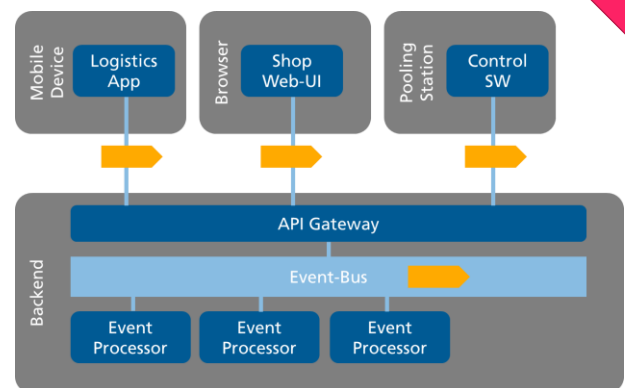 Mobile
Device
Logistics
App
Browser
Shop
Web-UI
Pooling
Station
Control
SW
Backend
API Gateway
Event-Bus
Event
Processor
Event
Processor
Event
Processor